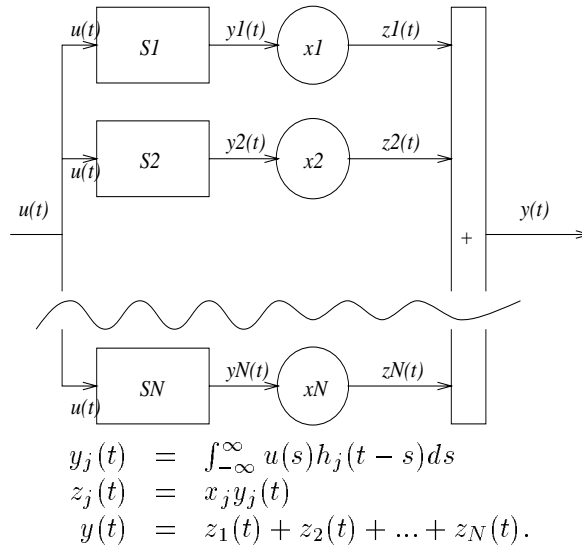 u(t) S1 y1(t) x1 z1(t)
u(t) S2 y2(t) x2 z2(t)
u(t) + y(t)
u(t) SN yN(t) xN zN(t)
y_j(t) = ∫_{-∞}^{∞} u(s)h_j(t − s)ds
z_j(t) = x_j y_j(t)
y(t) = z_1(t) + z_2(t) + ... + z_N(t).